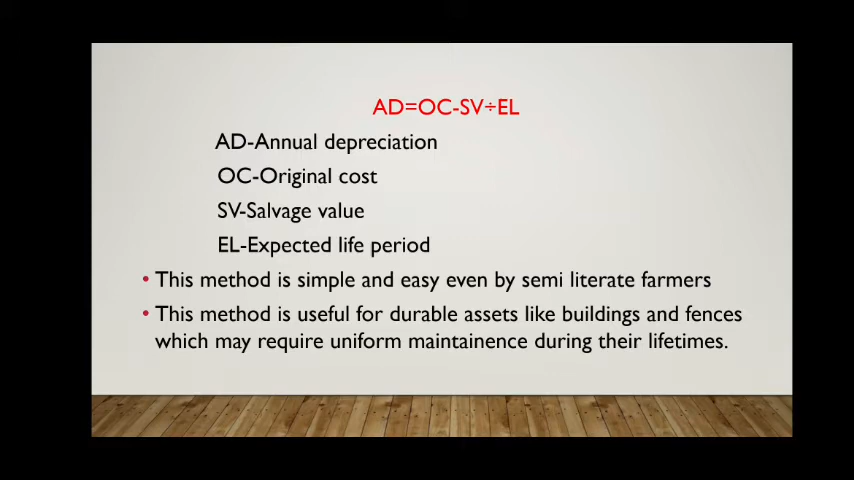 AD=OC-SV÷EL
AD-Annual depreciation
OC-Original cost
SV-Salvage value
EL-Expected life period
• This method is simple and easy even by semi literate farmers
• This method is useful for durable assets like buildings and fences
which may require uniform maintainence during their lifetimes.